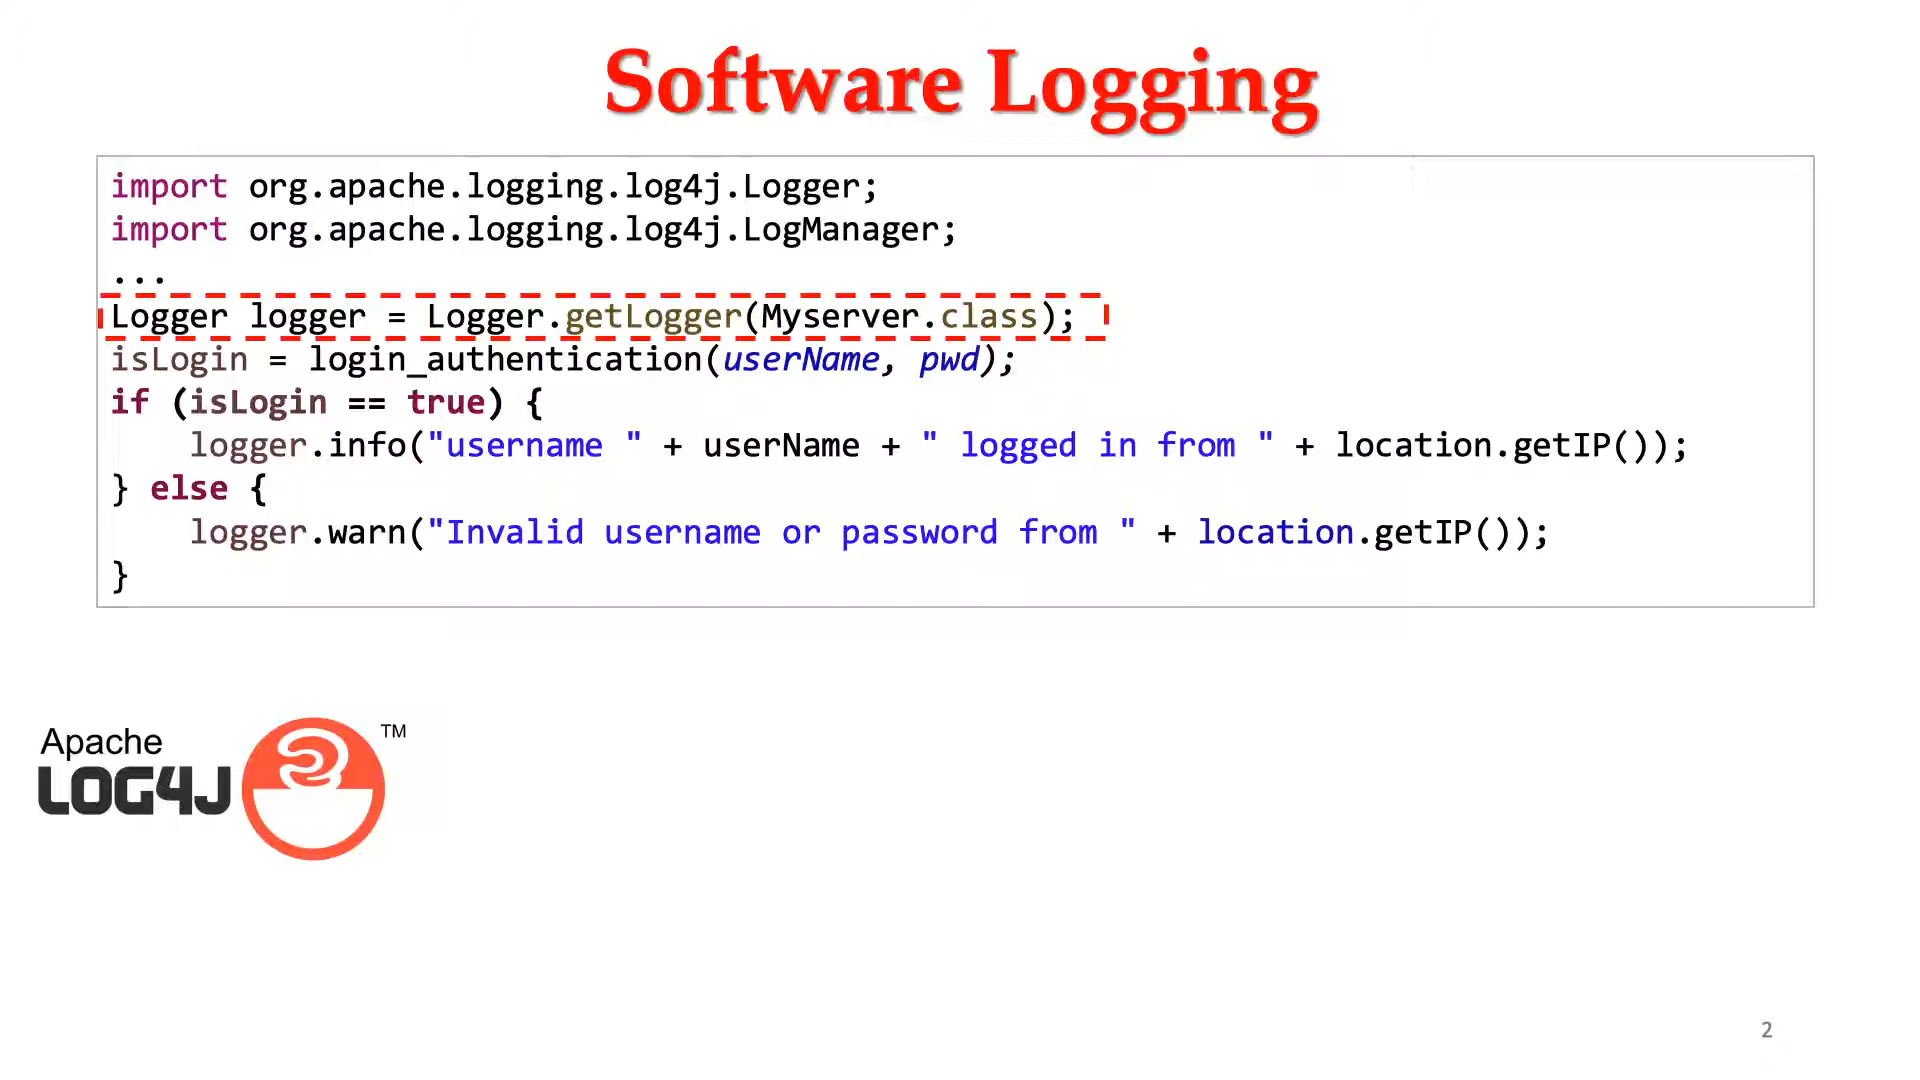 Software Logging
import org.apache.logging.log4j.Logger;
import org.apache.logging.log4j.LogManager;
...
Logger logger = Logger.getLogger(Myserver.class);
isLogin = login_authentication(userName, pwd);
if (isLogin == true) {
    logger.info("username " + userName + " logged in from " + location.getIP());
} else {
    logger.warn("Invalid username or password from " + location.getIP());
}
Apache
LOG4J
TM
2